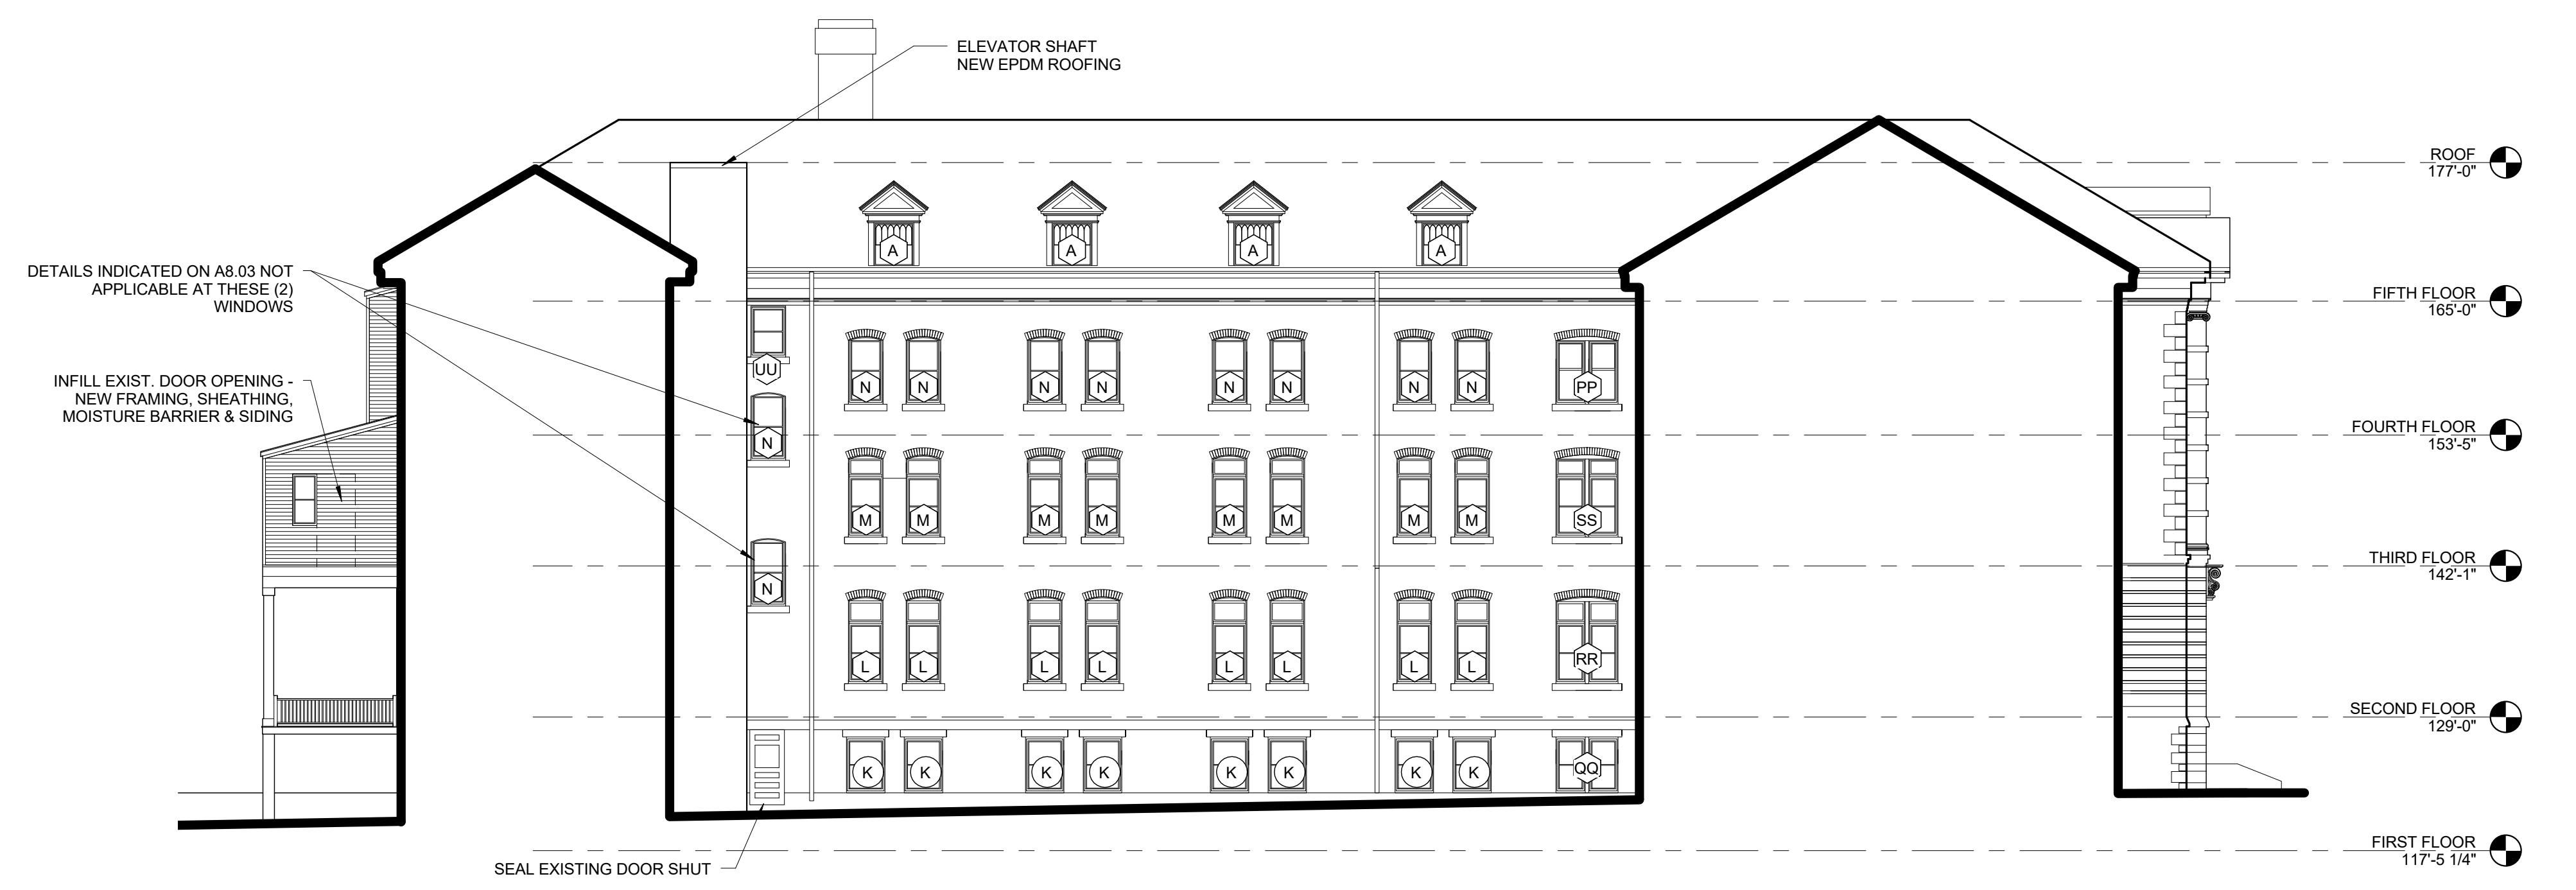 ELEVATOR SHAFT
NEW EPDM ROOFING
ROOF
177'-0"
A A A A
DETAILS INDICATED ON A8.03 NOT
APPLICABLE AT THESE (2)
WINDOWS
FIFTH FLOOR
165'-0"
UU
N N N N N N N N PP
INFILL EXIST. DOOR OPENING -
NEW FRAMING, SHEATHING,
MOISTURE BARRIER & SIDING
FOURTH FLOOR
153'-5"
N
M M M M M M M M SS
THIRD FLOOR
142'-1"
N
L L L L L L L L RR
SECOND FLOOR
129'-0"
K K K K K K K K QQ
SEAL EXISTING DOOR SHUT
FIRST FLOOR
117'-5 1/4"